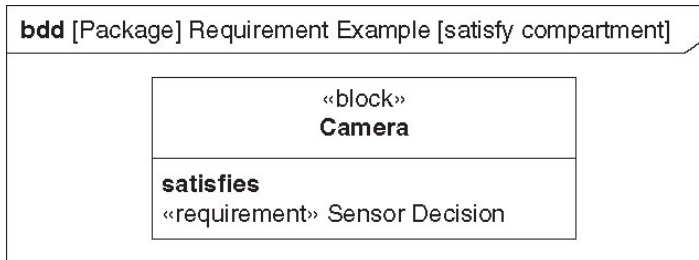 bdd [Package] Requirement Example [satisfy compartment]
«block»
Camera
satisfies
«requirement» Sensor Decision